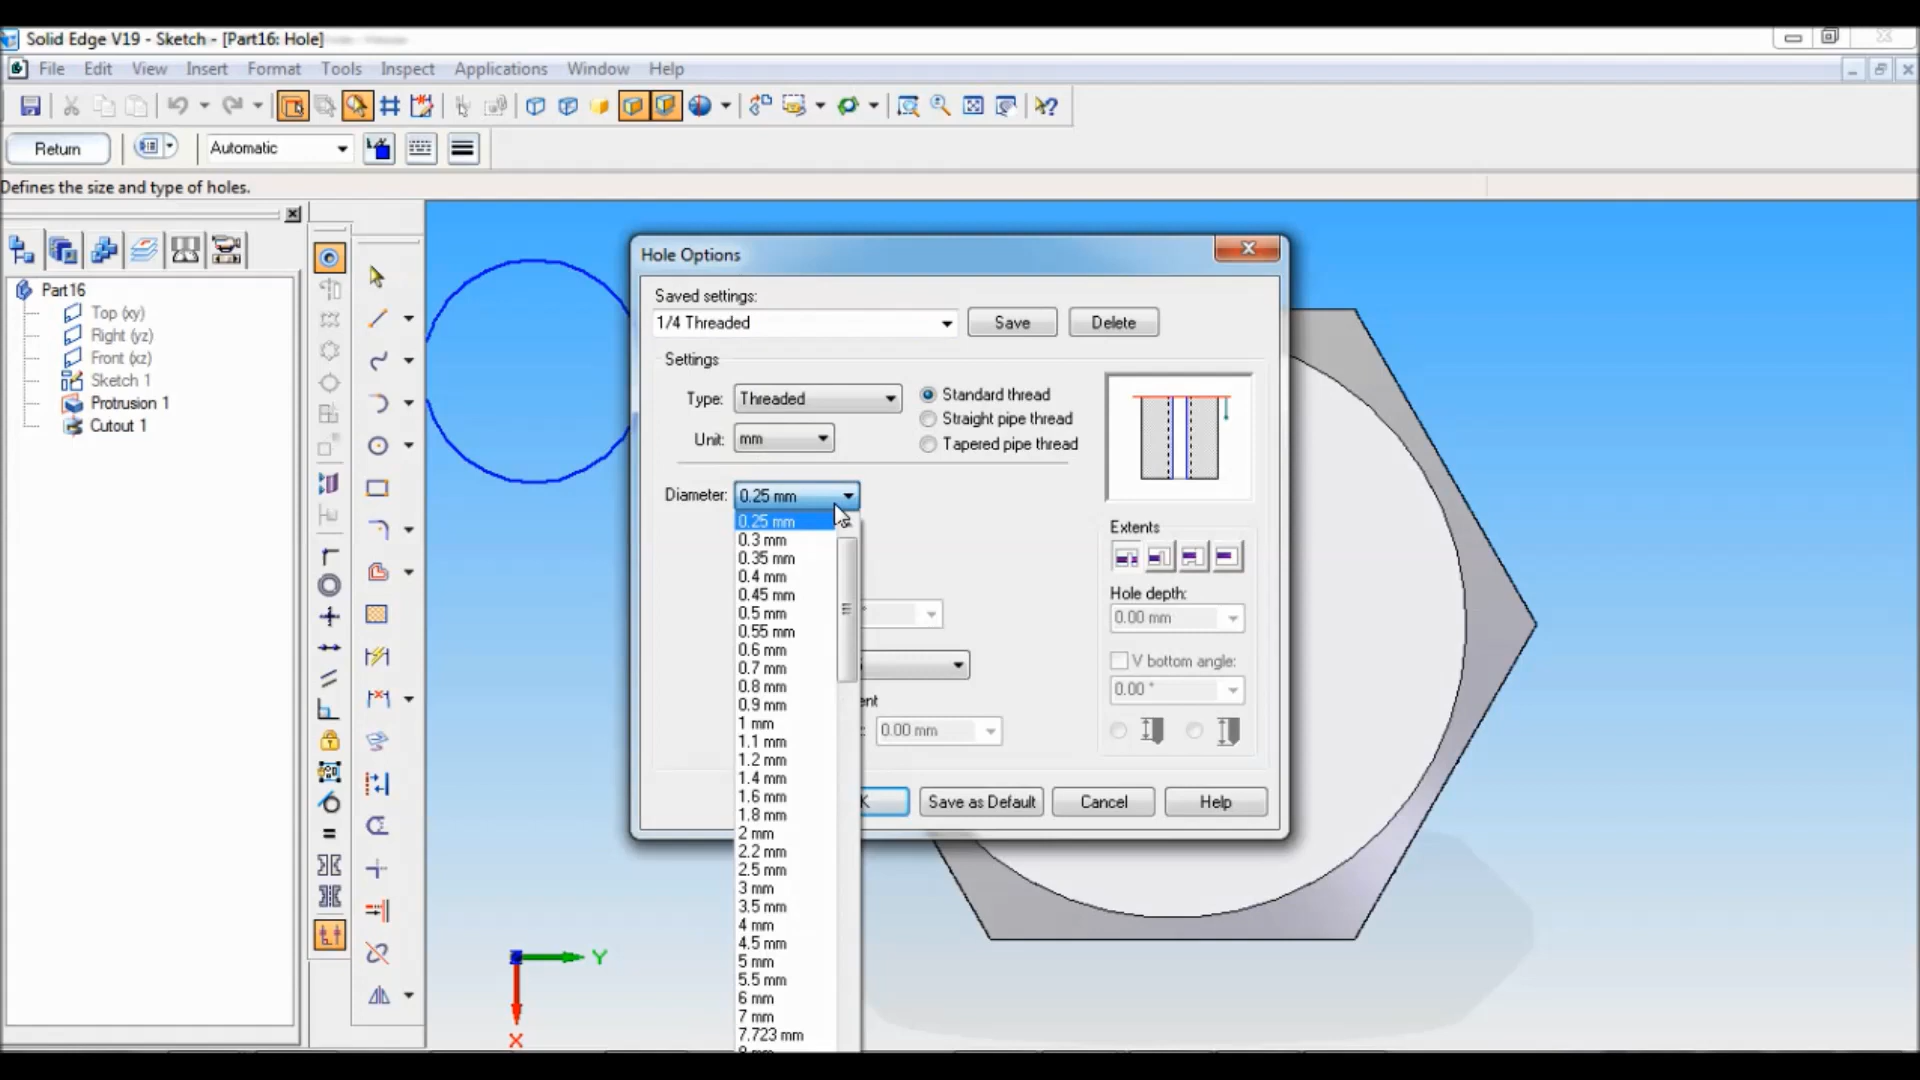 Solid Edge V19 - Sketch - [Part16: Hole]
File Edit View Insert Format Tools Inspect Applications Window Help
Return Automatic
Defines the size and type of holes.
Part16
Top (xy)
Right (yz)
Front (xz)
Sketch 1
Protrusion 1
Cutout 1
Hole Options
Saved settings:
1/4 Threaded Save Delete
Settings
Type: Threaded
Unit: mm
Standard thread
Straight pipe thread
Tapered pipe thread
Diameter: 0.25 mm
0.25 mm
0.3 mm
0.35 mm
0.4 mm
0.45 mm
0.5 mm
0.55 mm
0.6 mm
0.7 mm
0.8 mm
0.9 mm
1 mm
1.1 mm
1.2 mm
1.4 mm
1.6 mm
1.8 mm
2 mm
2.2 mm
2.5 mm
3 mm
3.5 mm
4 mm
4.5 mm
5 mm
5.5 mm
6 mm
7 mm
7.723 mm
0.00 mm
Extents
Hole depth:
0.00 mm
V bottom angle:
0.00 °
Save as Default Cancel Help
Y
X